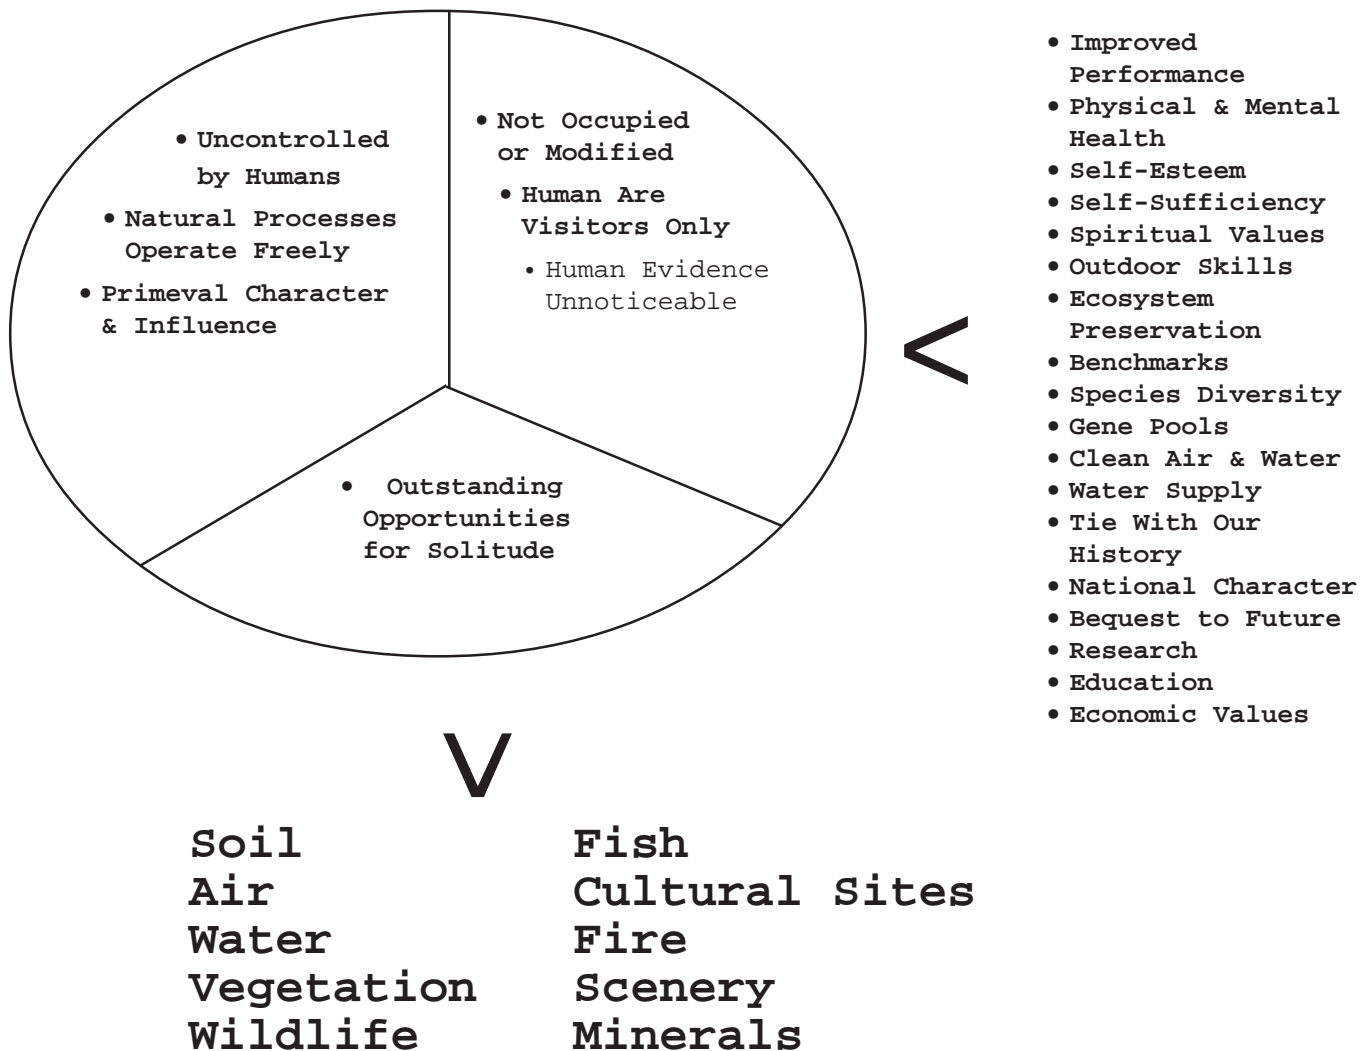 • Uncontrolled
by Humans
• Natural Processes
Operate Freely
• Primeval Character
& Influence
• Not Occupied
or Modified
• Human Are
Visitors Only
• Human Evidence
Unnoticeable
• Outstanding
Opportunities
for Solitude
<
• Improved
Performance
• Physical & Mental
Health
• Self-Esteem
• Self-Sufficiency
• Spiritual Values
• Outdoor Skills
• Ecosystem
Preservation
• Benchmarks
• Species Diversity
• Gene Pools
• Clean Air & Water
• Water Supply
• Tie With Our
History
• National Character
• Bequest to Future
• Research
• Education
• Economic Values
V
Soil
Air
Water
Vegetation
Wildlife
Fish
Cultural Sites
Fire
Scenery
Minerals